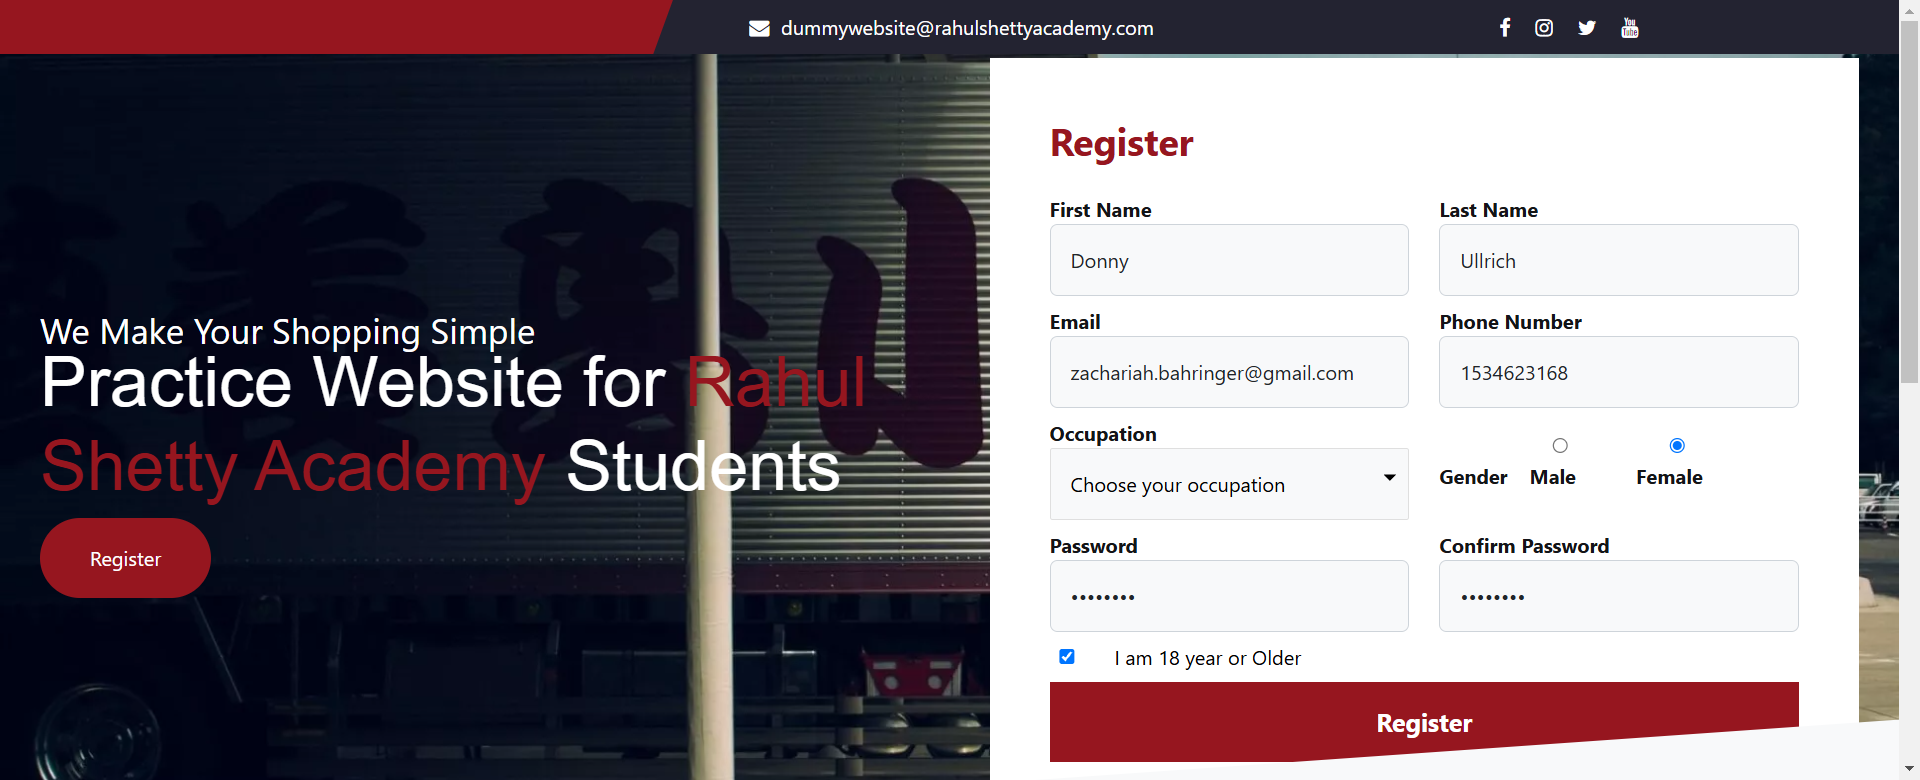 dummywebsite@rahulshettyacademy.com
We Make Your Shopping Simple
Practice Website for Rahul
Shetty Academy Students
Register
Register
First Name
Last Name
Donny
Ullrich
Email
Phone Number
zachariah.bahringer@gmail.com
1534623168
Occupation
Choose your occupation
Gender Male Female
Password
Confirm Password
••••••••
••••••••
I am 18 year or Older
Register